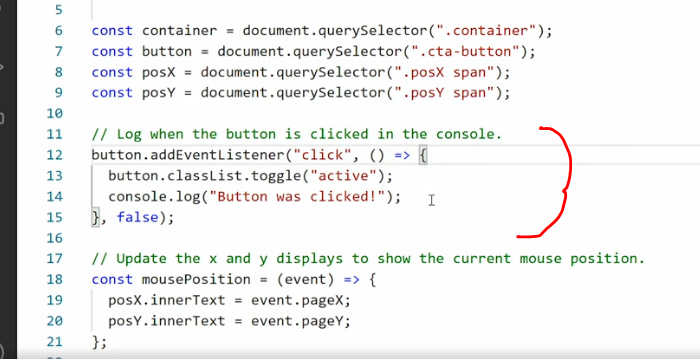 5
6 const container = document.querySelector(".container");
7 const button = document.querySelector(".cta-button");
8 const posX = document.querySelector(".posX span");
9 const posY = document.querySelector(".posY span");
10
11 // Log when the button is clicked in the console.
12 button.addEventListener("click", () => {
13   button.classList.toggle("active");
14   console.log("Button was clicked!");
15 }, false);
16
17 // Update the x and y displays to show the current mouse position.
18 const mousePosition = (event) => {
19   posX.innerText = event.pageX;
20   posY.innerText = event.pageY;
21 };